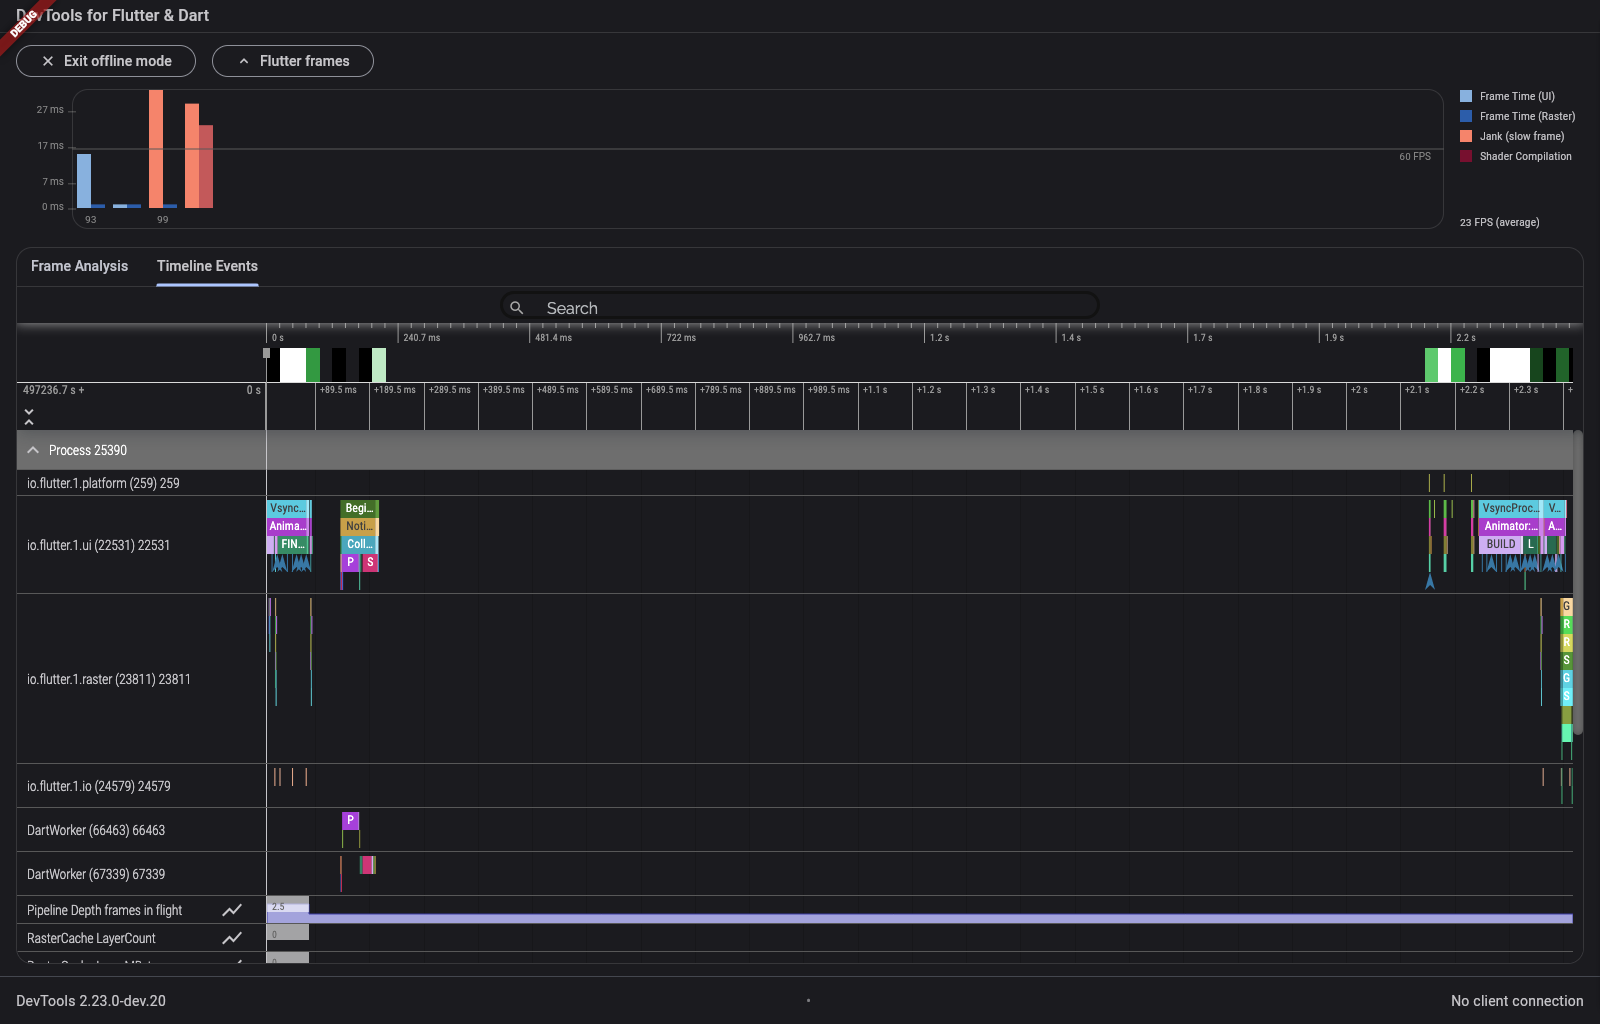 DevTools for Flutter & Dart
DEBUG
Exit offline mode
Flutter frames
27 ms
17 ms
7 ms
0 ms
93
99
60 FPS
Frame Time (UI)
Frame Time (Raster)
Jank (slow frame)
Shader Compilation
23 FPS (average)
Frame Analysis
Timeline Events
Search
0 s
240.7 ms
481.4 ms
722 ms
962.7 ms
1.2 s
1.4 s
1.7 s
1.9 s
2.2 s
497236.7 s +
0 s
+89.5 ms
+189.5 ms
+289.5 ms
+389.5 ms
+489.5 ms
+589.5 ms
+689.5 ms
+789.5 ms
+889.5 ms
+989.5 ms
+1.1 s
+1.2 s
+1.3 s
+1.4 s
+1.5 s
+1.6 s
+1.7 s
+1.8 s
+1.9 s
+2 s
+2.1 s
+2.2 s
+2.3 s
+
Process 25390
io.flutter.1.platform (259) 259
io.flutter.1.ui (22531) 22531
Vsync...
Anima...
FIN...
Begi...
Noti...
Coll...
P
S
VsyncProc...
V...
Animator:...
A...
BUILD
L
io.flutter.1.raster (23811) 23811
G
R
R
S
G
S
io.flutter.1.io (24579) 24579
DartWorker (66463) 66463
P
DartWorker (67339) 67339
Pipeline Depth frames in flight
2.5
RasterCache LayerCount
0
DevTools 2.23.0-dev.20
No client connection